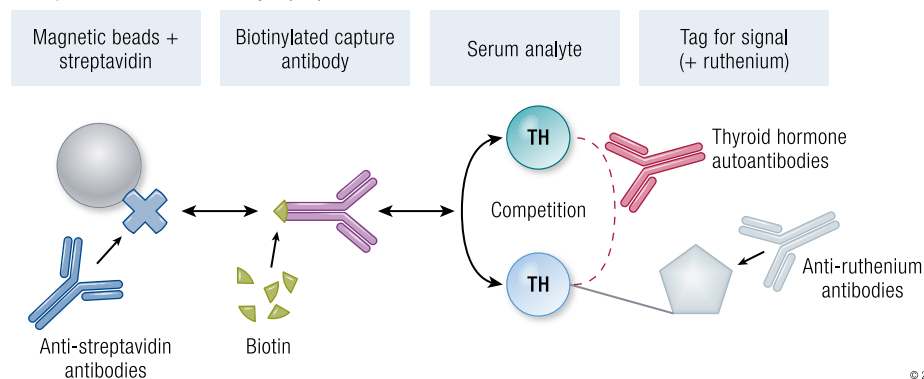 Magnetic beads +
streptavidin
Biotinylated capture
antibody
Serum analyte
Tag for signal
(+ ruthenium)
TH
Thyroid hormone
autoantibodies
Competition
TH
Anti-ruthenium
antibodies
Anti-streptavidin
antibodies
Biotin
© 2